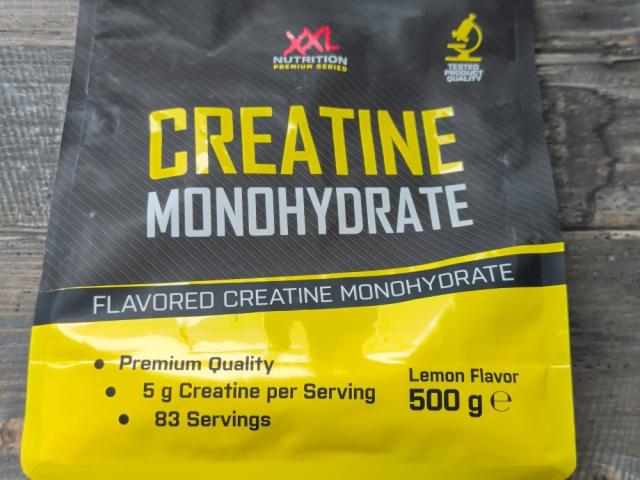 XXL
NUTRITION
PREMIUM SERIES
TESTED
PRODUCT
QUALITY
CREATINE
MONOHYDRATE
FLAVORED CREATINE MONOHYDRATE
• Premium Quality
• 5 g Creatine per Serving
• 83 Servings
Lemon Flavor
500 g ℮